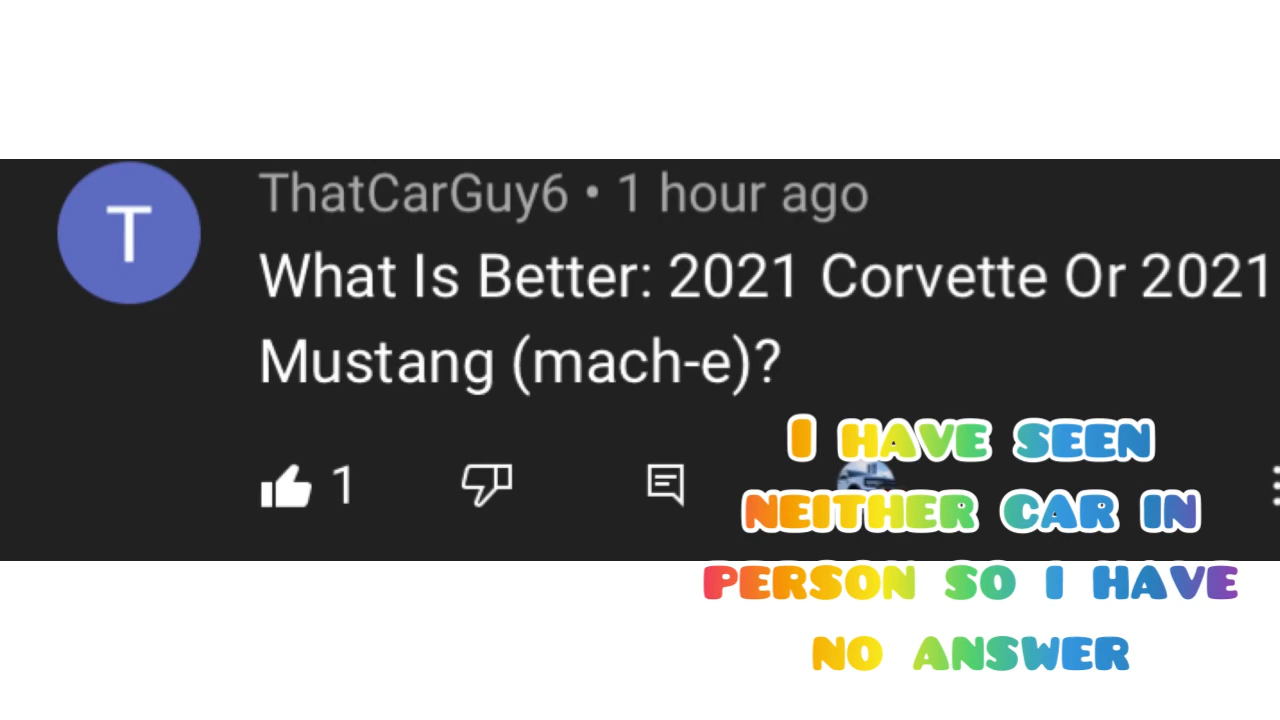 T
ThatCarGuy6 • 1 hour ago
What Is Better: 2021 Corvette Or 2021
Mustang (mach-e)?
1
I HAVE SEEN
NEITHER CAR IN
PERSON SO I HAVE
NO ANSWER